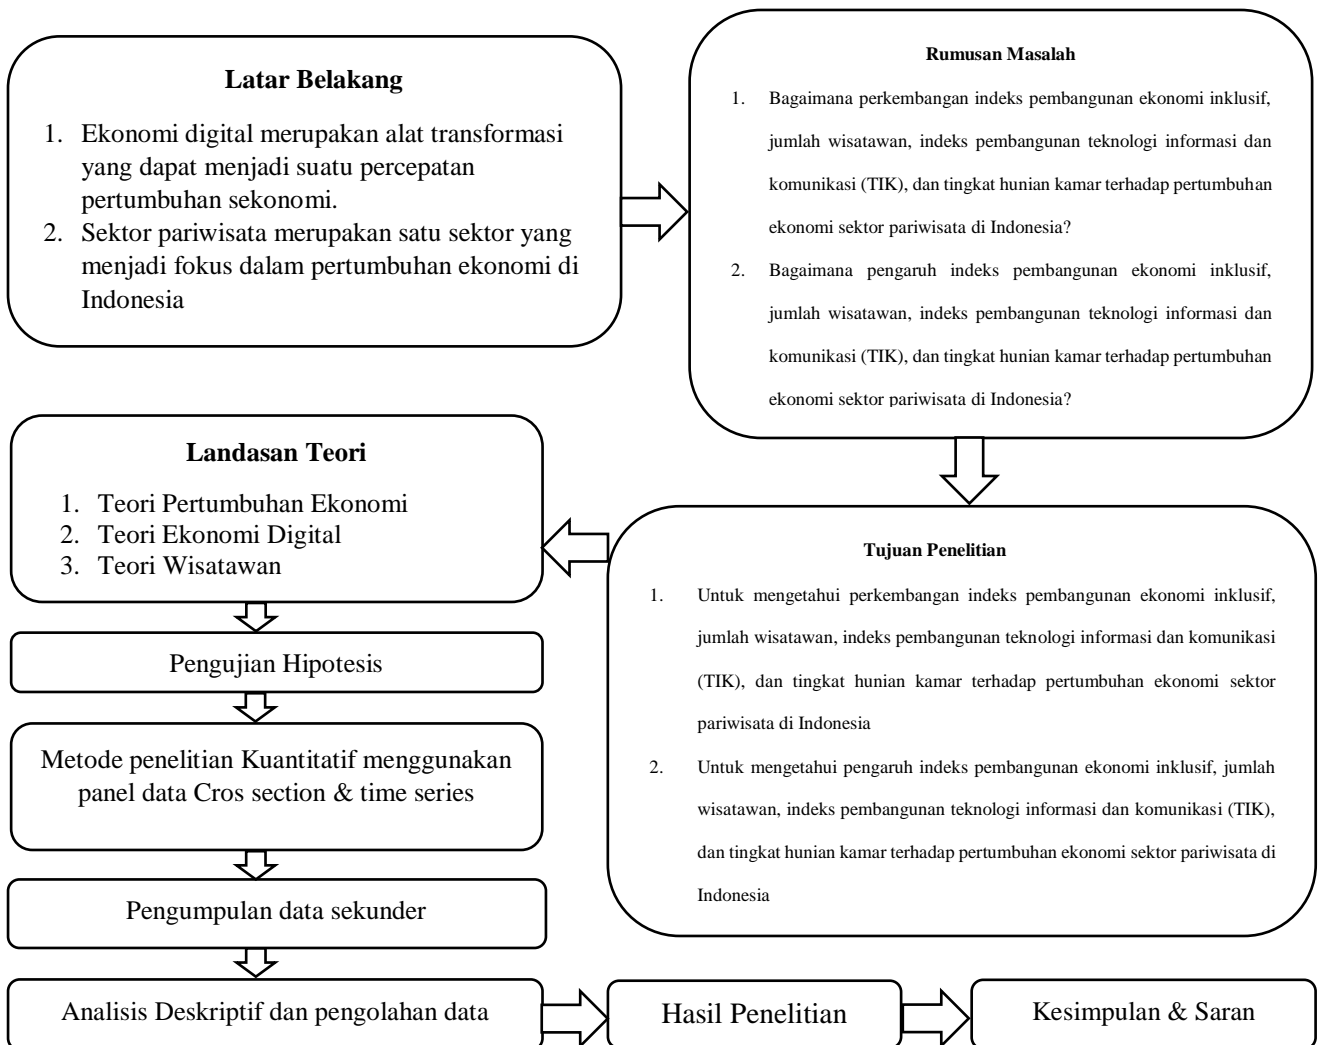 Latar Belakang
1. Ekonomi digital merupakan alat transformasi
yang dapat menjadi suatu percepatan
pertumbuhan sekonomi.
2. Sektor pariwisata merupakan satu sektor yang
menjadi fokus dalam pertumbuhan ekonomi di
Indonesia
Rumusan Masalah
1. Bagaimana perkembangan indeks pembangunan ekonomi inklusif,
jumlah wisatawan, indeks pembangunan teknologi informasi dan
komunikasi (TIK), dan tingkat hunian kamar terhadap pertumbuhan
ekonomi sektor pariwisata di Indonesia?
2. Bagaimana pengaruh indeks pembangunan ekonomi inklusif,
jumlah wisatawan, indeks pembangunan teknologi informasi dan
komunikasi (TIK), dan tingkat hunian kamar terhadap pertumbuhan
ekonomi sektor pariwisata di Indonesia?
Tujuan Penelitian
1. Untuk mengetahui perkembangan indeks pembangunan ekonomi inklusif,
jumlah wisatawan, indeks pembangunan teknologi informasi dan komunikasi
(TIK), dan tingkat hunian kamar terhadap pertumbuhan ekonomi sektor
pariwisata di Indonesia
2. Untuk mengetahui pengaruh indeks pembangunan ekonomi inklusif, jumlah
wisatawan, indeks pembangunan teknologi informasi dan komunikasi (TIK),
dan tingkat hunian kamar terhadap pertumbuhan ekonomi sektor pariwisata di
Indonesia
Landasan Teori
1. Teori Pertumbuhan Ekonomi
2. Teori Ekonomi Digital
3. Teori Wisatawan
Pengujian Hipotesis
Metode penelitian Kuantitatif menggunakan
panel data Cros section & time series
Pengumpulan data sekunder
Analisis Deskriptif dan pengolahan data
Hasil Penelitian
Kesimpulan & Saran